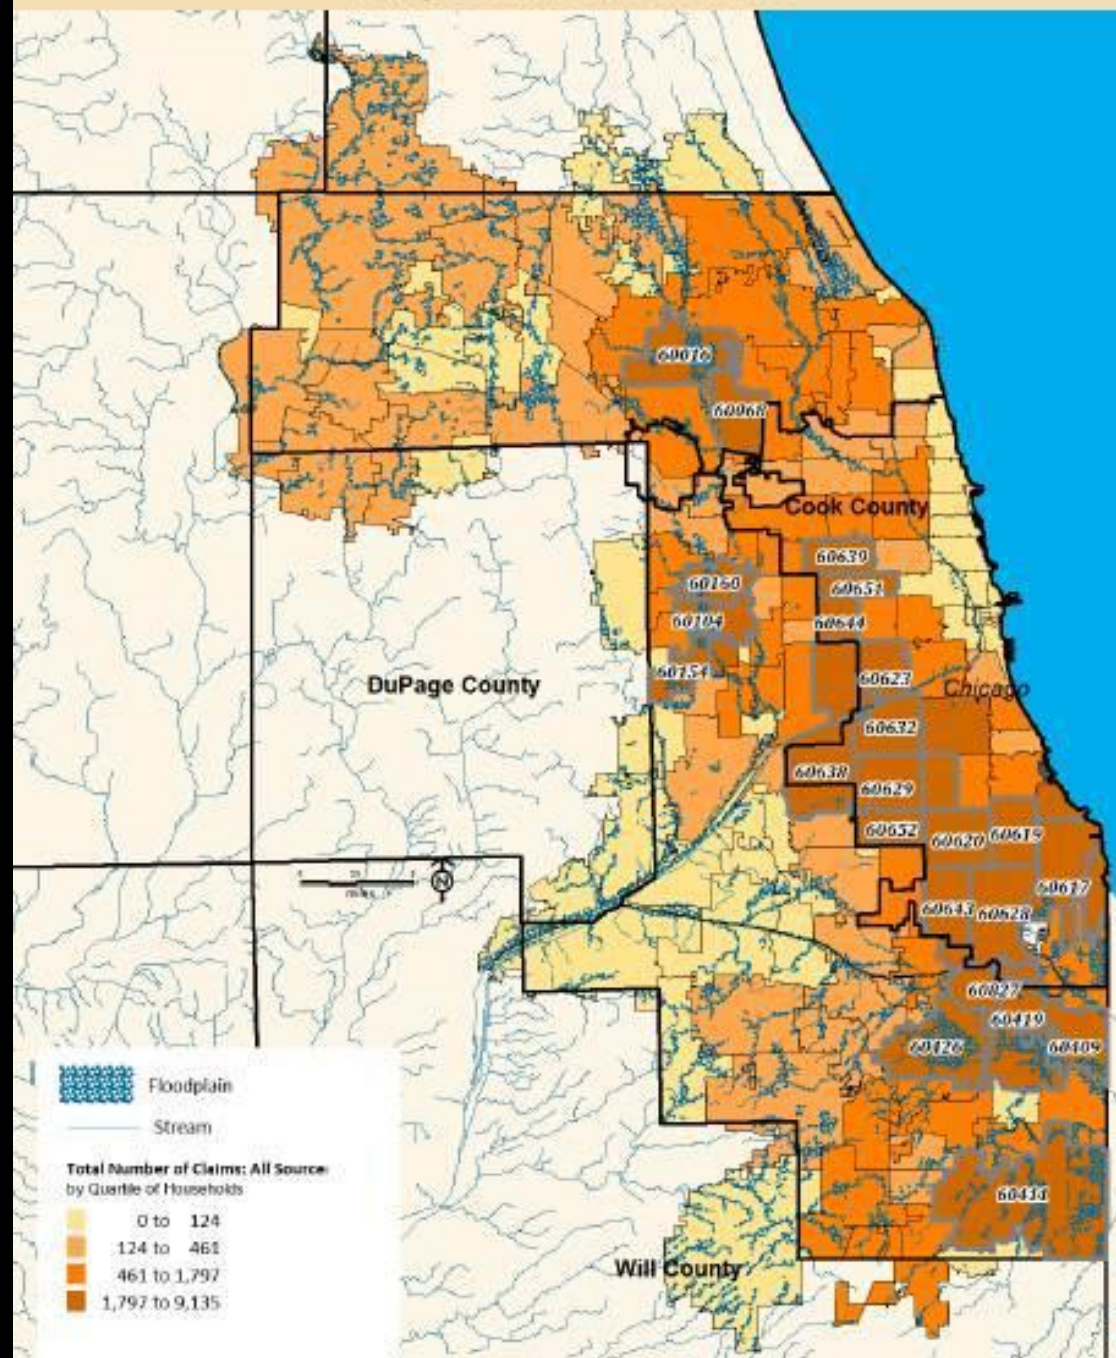 60016
60068
Cook County
60639
60160
60651
60104
60644
60154
60623
DuPage County
Chicago
60632
60638
60629
60652
60620
60619
60617
60643
60628
N
miles
60827
60419
60426
60409
60411
Will County
Floodplain
Stream
Total Number of Claims: All Source
by Quartile of Households
0 to 124
124 to 461
461 to 1,797
1,797 to 9,135